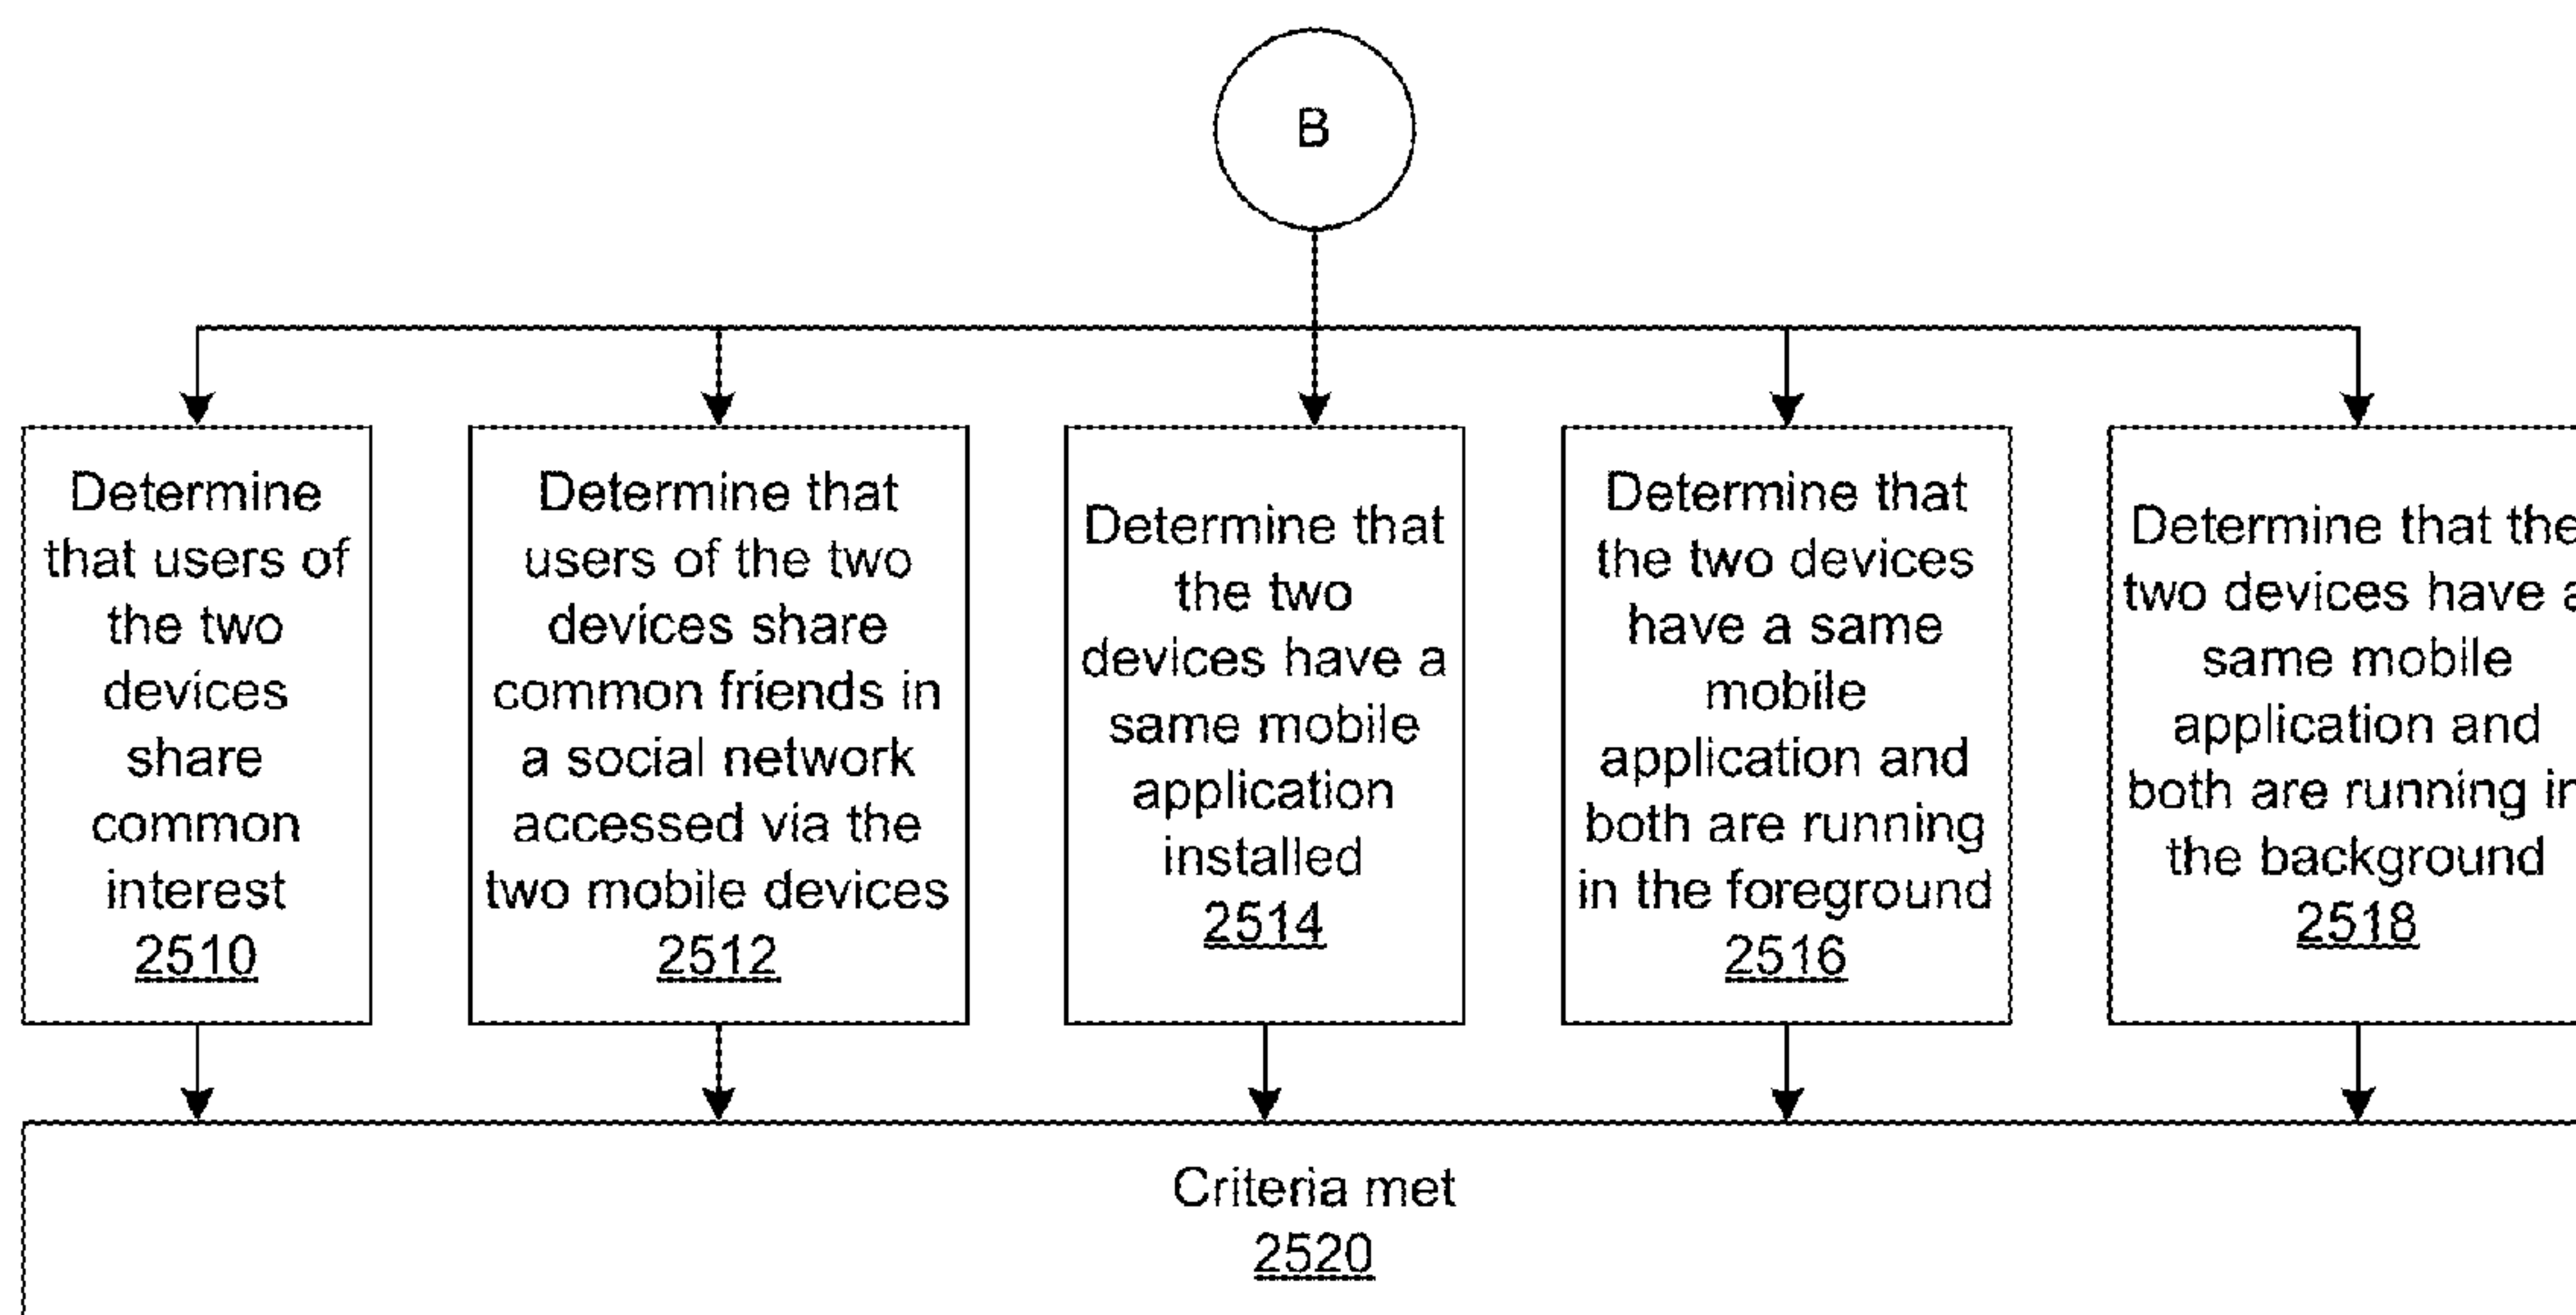 B
Determine
that users of
the two
devices
share
common
interest
2510
Determine that
users of the two
devices share
common friends in
a social network
accessed via the
two mobile devices
2512
Determine that
the two
devices have a
same mobile
application
installed
2514
Determine that
the two devices
have a same
mobile
application and
both are running
in the foreground
2516
Determine that the
two devices have a
same mobile
application and
both are running in
the background
2518
Criteria met
2520